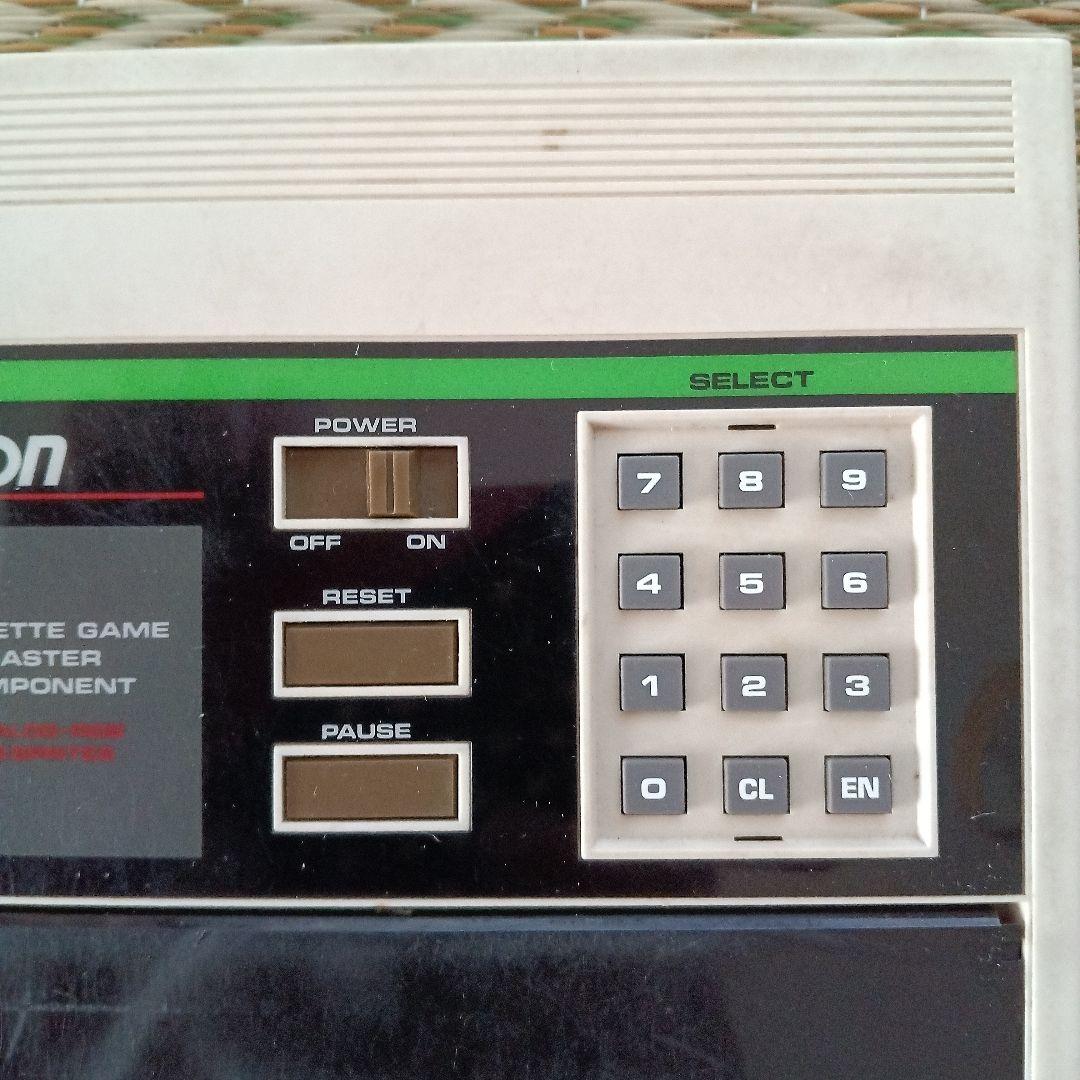 SELECT
POWER
on
OFF ON
RESET
ETTE GAME
ASTER
MPONENT
PAUSE
7 8 9
4 5 6
1 2 3
0 CL EN